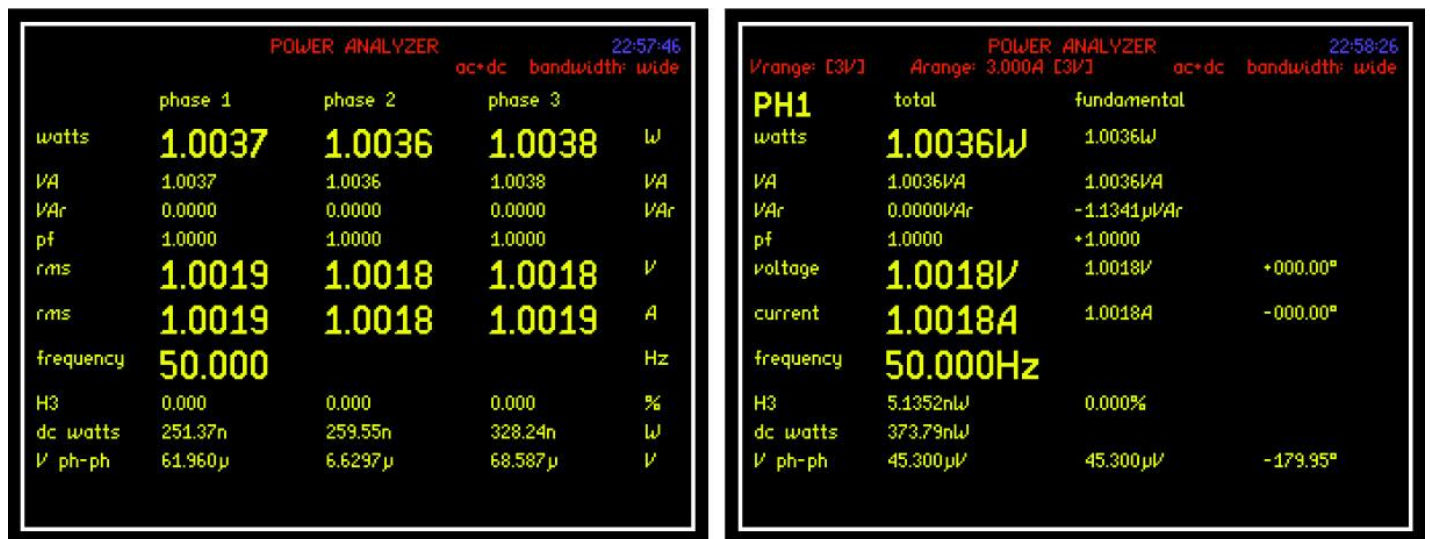 POWER ANALYZER 22:57:46
ac+dc bandwidth: wide
phase 1 phase 2 phase 3
watts 1.0037 1.0036 1.0038 W
VA 1.0037 1.0036 1.0038 VA
VAr 0.0000 0.0000 0.0000 VAr
pf 1.0000 1.0000 1.0000
rms 1.0019 1.0018 1.0018 V
rms 1.0019 1.0018 1.0019 A
frequency 50.000 Hz
H3 0.000 0.000 0.000 %
dc watts 251.37n 259.55n 328.24n W
V ph-ph 61.960µ 6.6297µ 68.587µ V
POWER ANALYZER 22:58:26
Vrange: [3V] Arange: 3.000A [3V] ac+dc bandwidth: wide
PH1 total fundamental
watts 1.0036W 1.0036W
VA 1.0036VA 1.0036VA
VAr 0.0000VAr -1.1341µVAr
pf 1.0000 +1.0000
voltage 1.0018V 1.0018V +000.00°
current 1.0018A 1.0018A -000.00°
frequency 50.000Hz
H3 5.1352nW 0.000%
dc watts 373.79nW
V ph-ph 45.300µV 45.300µV -179.95°